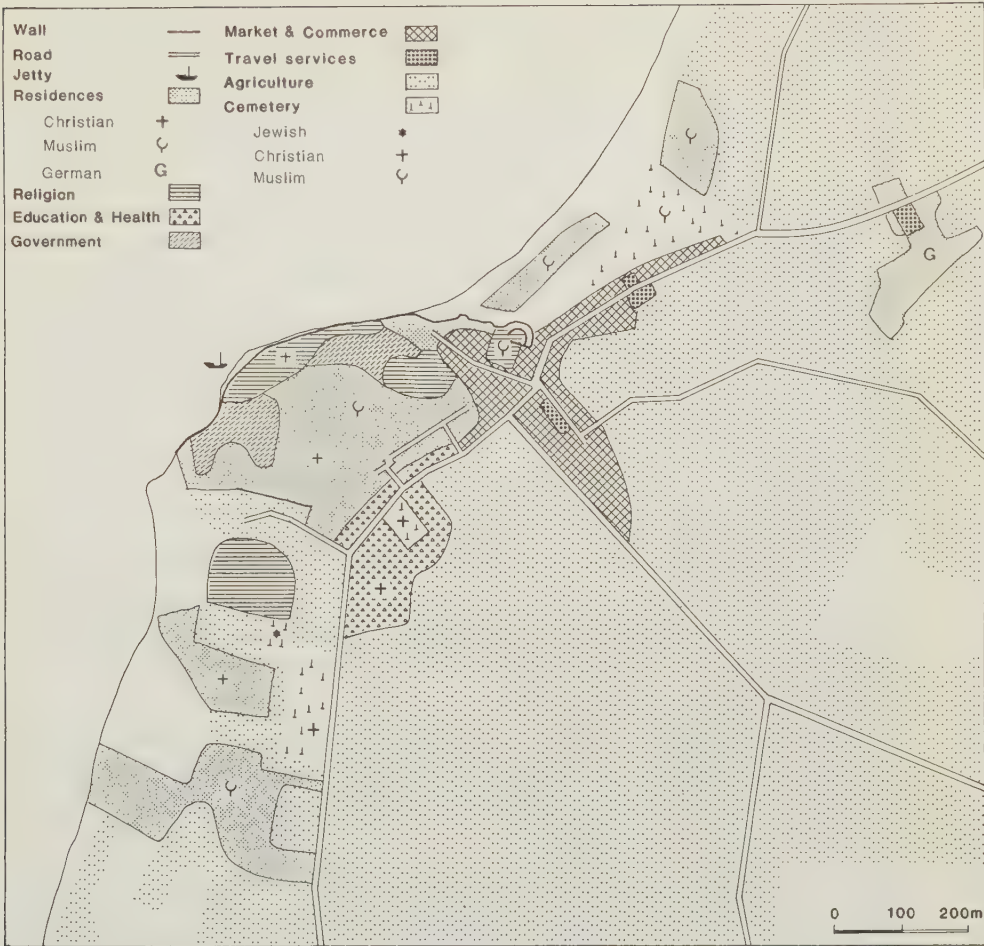 Wall
Road
Jetty
Residences
Christian
Muslim
German G
Religion
Education & Health
Government
Market & Commerce
Travel services
Agriculture
Cemetery
Jewish
Christian
Muslim
G
0 100 200m